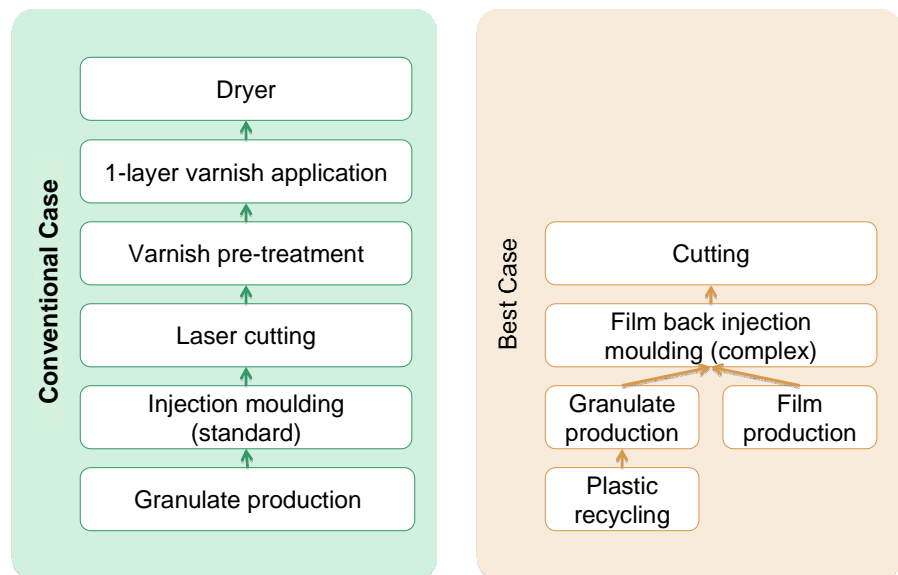 Conventional Case
Dryer
1-layer varnish application
Varnish pre-treatment
Laser cutting
Injection moulding
(standard)
Granulate production
Best Case
Cutting
Film back injection
moulding (complex)
Granulate
production
Film
production
Plastic
recycling